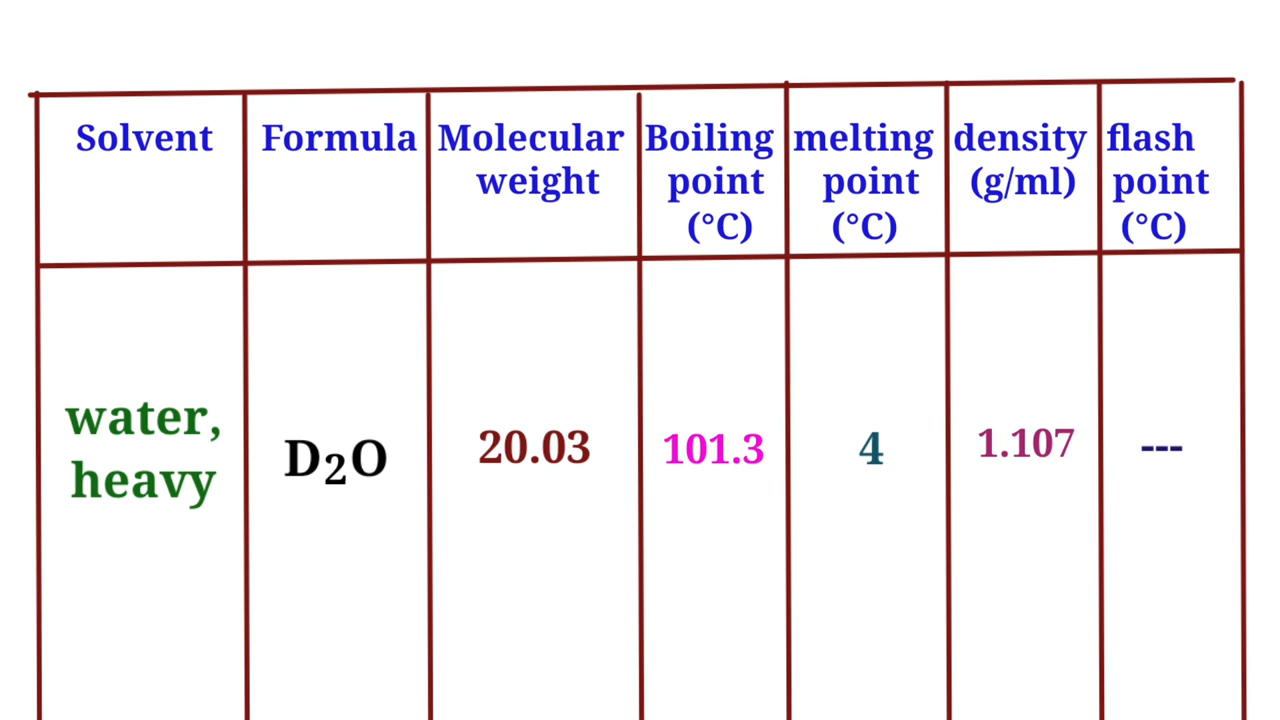 Solvent
Formula
Molecular
weight
Boiling
point
(°C)
melting
point
(°C)
density
(g/ml)
flash
point
(°C)
water,
heavy
D₂O
20.03
101.3
4
1.107
---